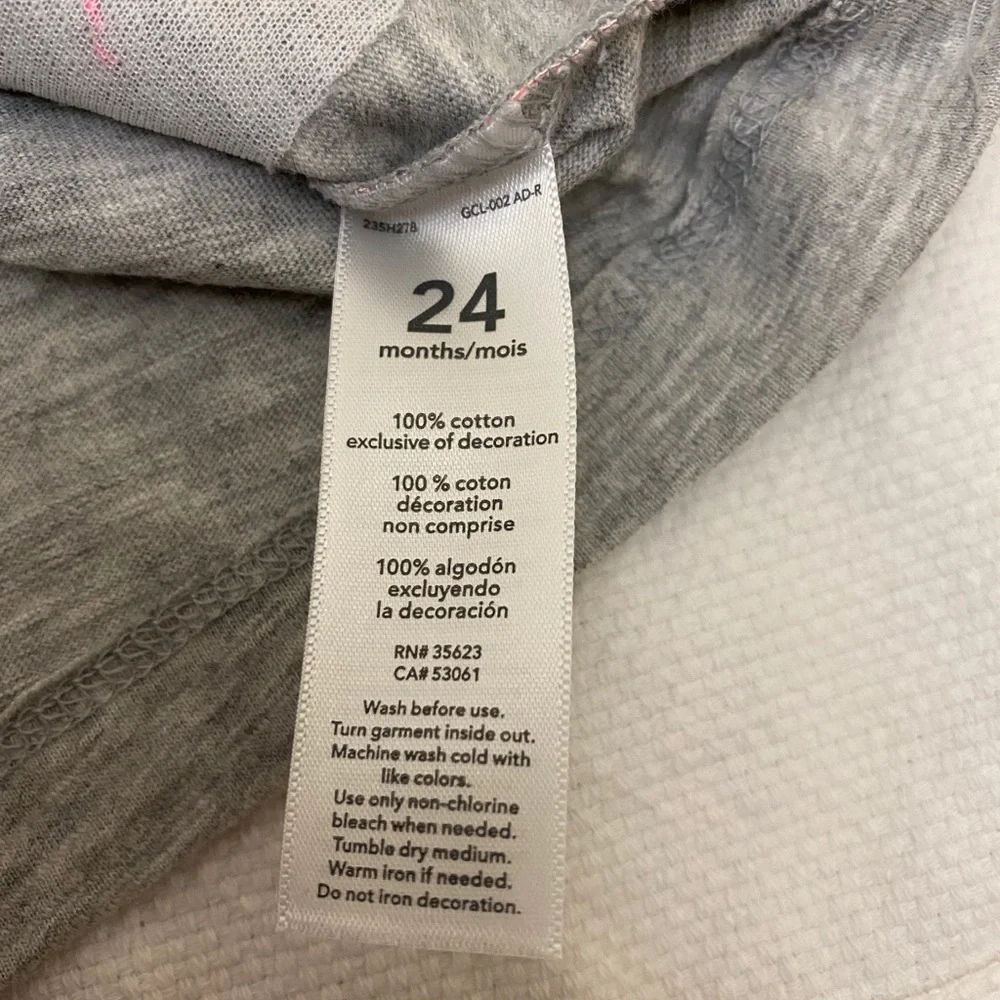 235H278 GCL-002 AD-R
24
months/mois
100% cotton
exclusive of decoration
100 % coton
décoration
non comprise
100% algodón
excluyendo
la decoración
RN# 35623
CA# 53061
Wash before use.
Turn garment inside out.
Machine wash cold with
like colors.
Use only non-chlorine
bleach when needed.
Tumble dry medium.
Warm iron if needed.
Do not iron decoration.